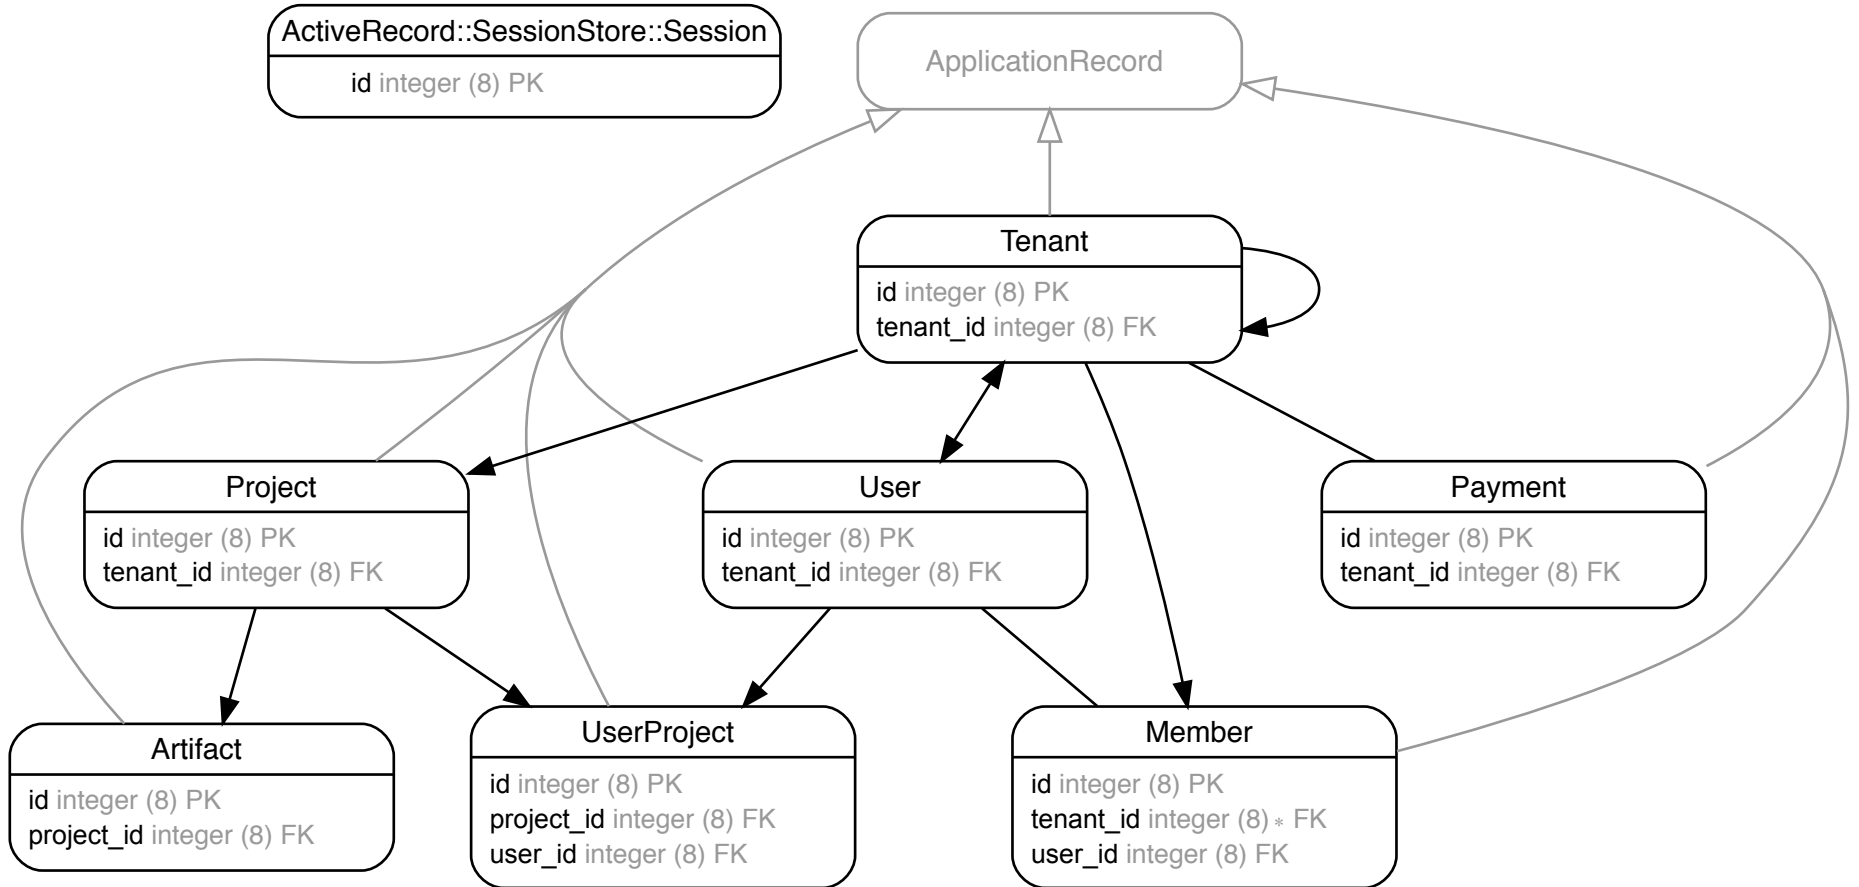 ActiveRecord::SessionStore::Session
id integer (8) PK
ApplicationRecord
Tenant
id integer (8) PK
tenant_id integer (8) FK
Project
id integer (8) PK
tenant_id integer (8) FK
User
id integer (8) PK
tenant_id integer (8) FK
Payment
id integer (8) PK
tenant_id integer (8) FK
Artifact
id integer (8) PK
project_id integer (8) FK
UserProject
id integer (8) PK
project_id integer (8) FK
user_id integer (8) FK
Member
id integer (8) PK
tenant_id integer (8) ∗ FK
user_id integer (8) FK